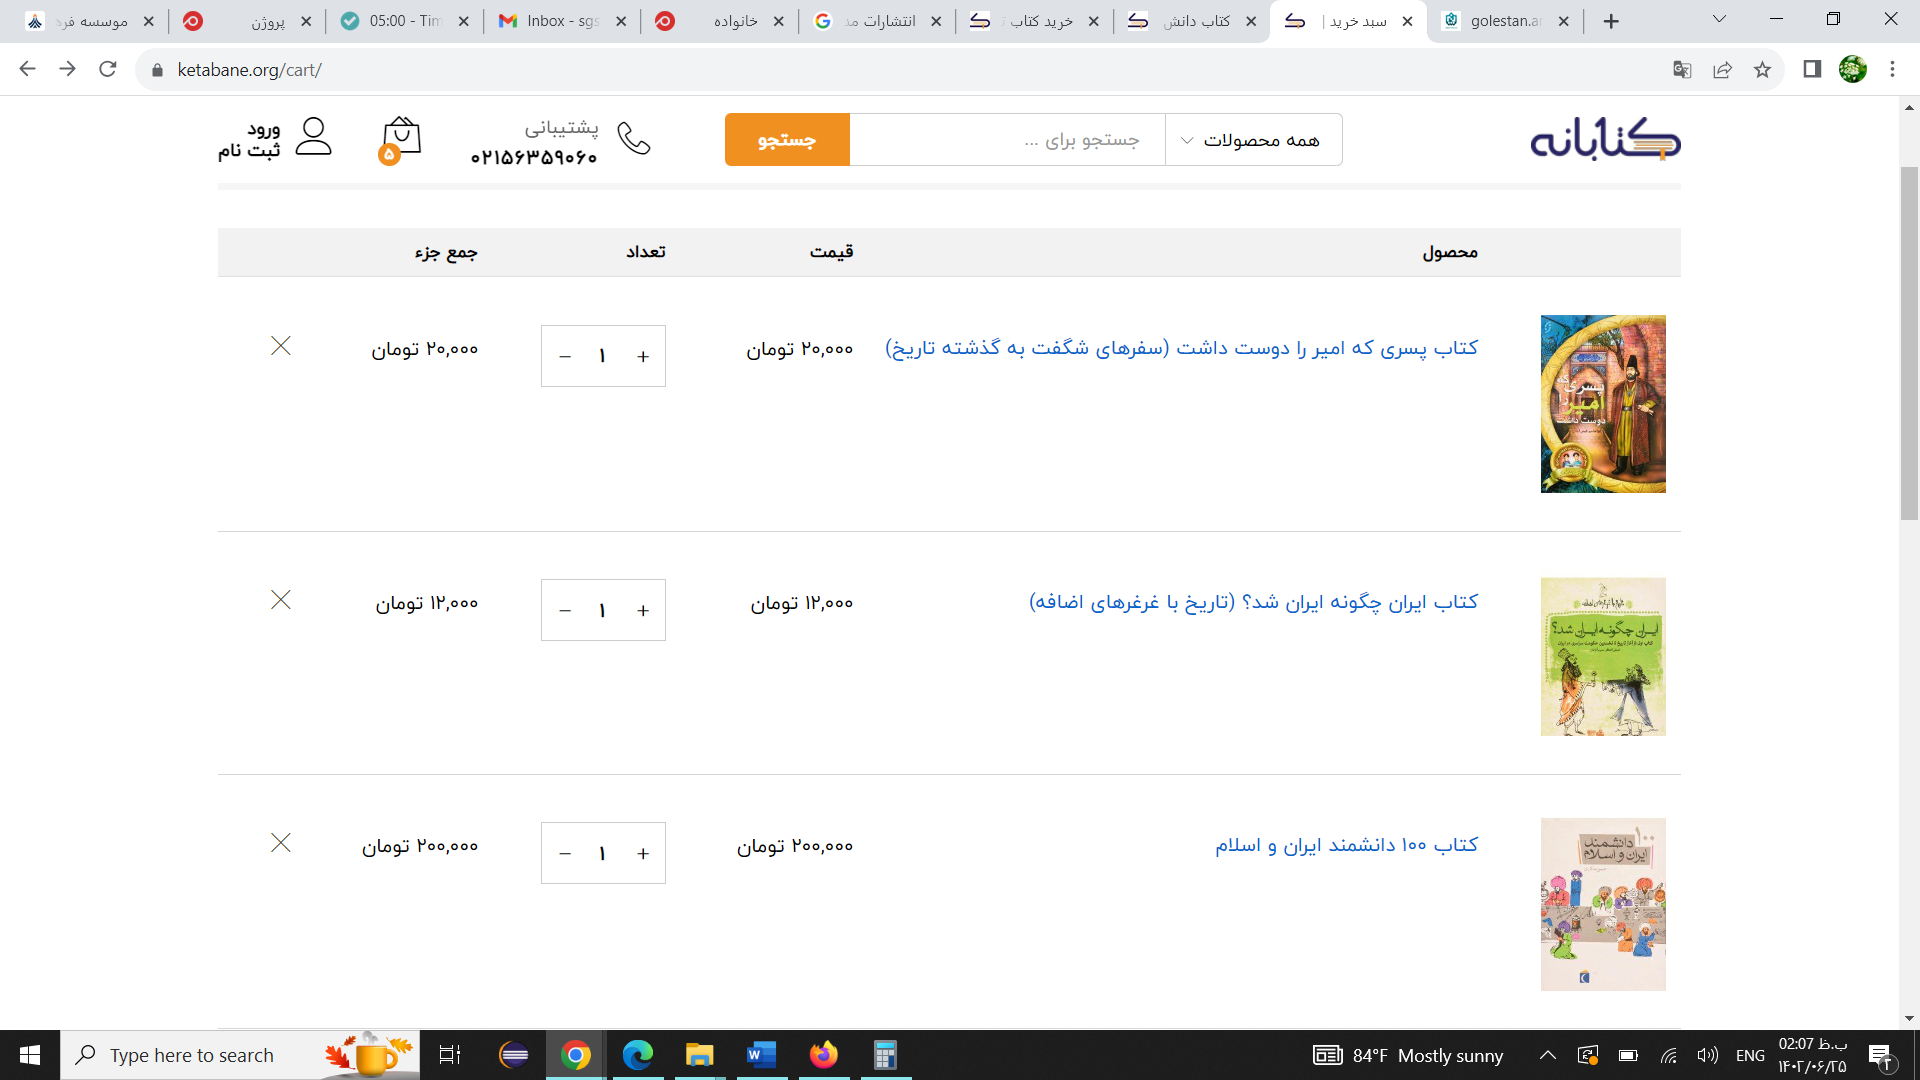 موسسه فره
پروژن
05:00 - Tim
Inbox - sgs
خانواده
انتشارات مد
خرید کتاب
کتاب دانش
سبد خرید |
golestan.ar
ketabane.org/cart/
کتابانه
همه محصولات
جستجو برای ...
جستجو
پشتیبانی
۰۲۱۵۶۳۵۹۰۶۰
۵
ورود
ثبت نام
محصول قیمت تعداد جمع جزء
کتاب پسری که امیر را دوست داشت (سفرهای شگفت به گذشته تاریخ) ۲۰,۰۰۰ تومان + ۱ − ۲۰,۰۰۰ تومان
پسری که
امیر را
دوست داشت
کتاب ایران چگونه ایران شد؟ (تاریخ با غرغرهای اضافه) ۱۲,۰۰۰ تومان + ۱ − ۱۲,۰۰۰ تومان
ایران چگونه ایران شد؟
کتاب ۱۰۰ دانشمند ایران و اسلام ۲۰۰,۰۰۰ تومان + ۱ − ۲۰۰,۰۰۰ تومان
۱۰۰
دانشمند
ایران و اسلام
Type here to search
84°F Mostly sunny
ENG
02:07 ب.ظ
۱۴۰۲/۰۶/۲۵
۲